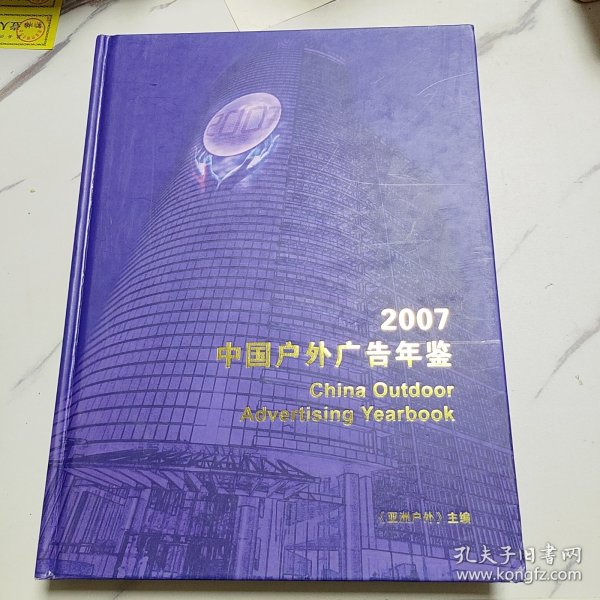 2007
2007
中国户外广告年鉴
China Outdoor
Advertising Yearbook
《亚洲户外》主编
孔夫子旧书网
www.kongfz.com